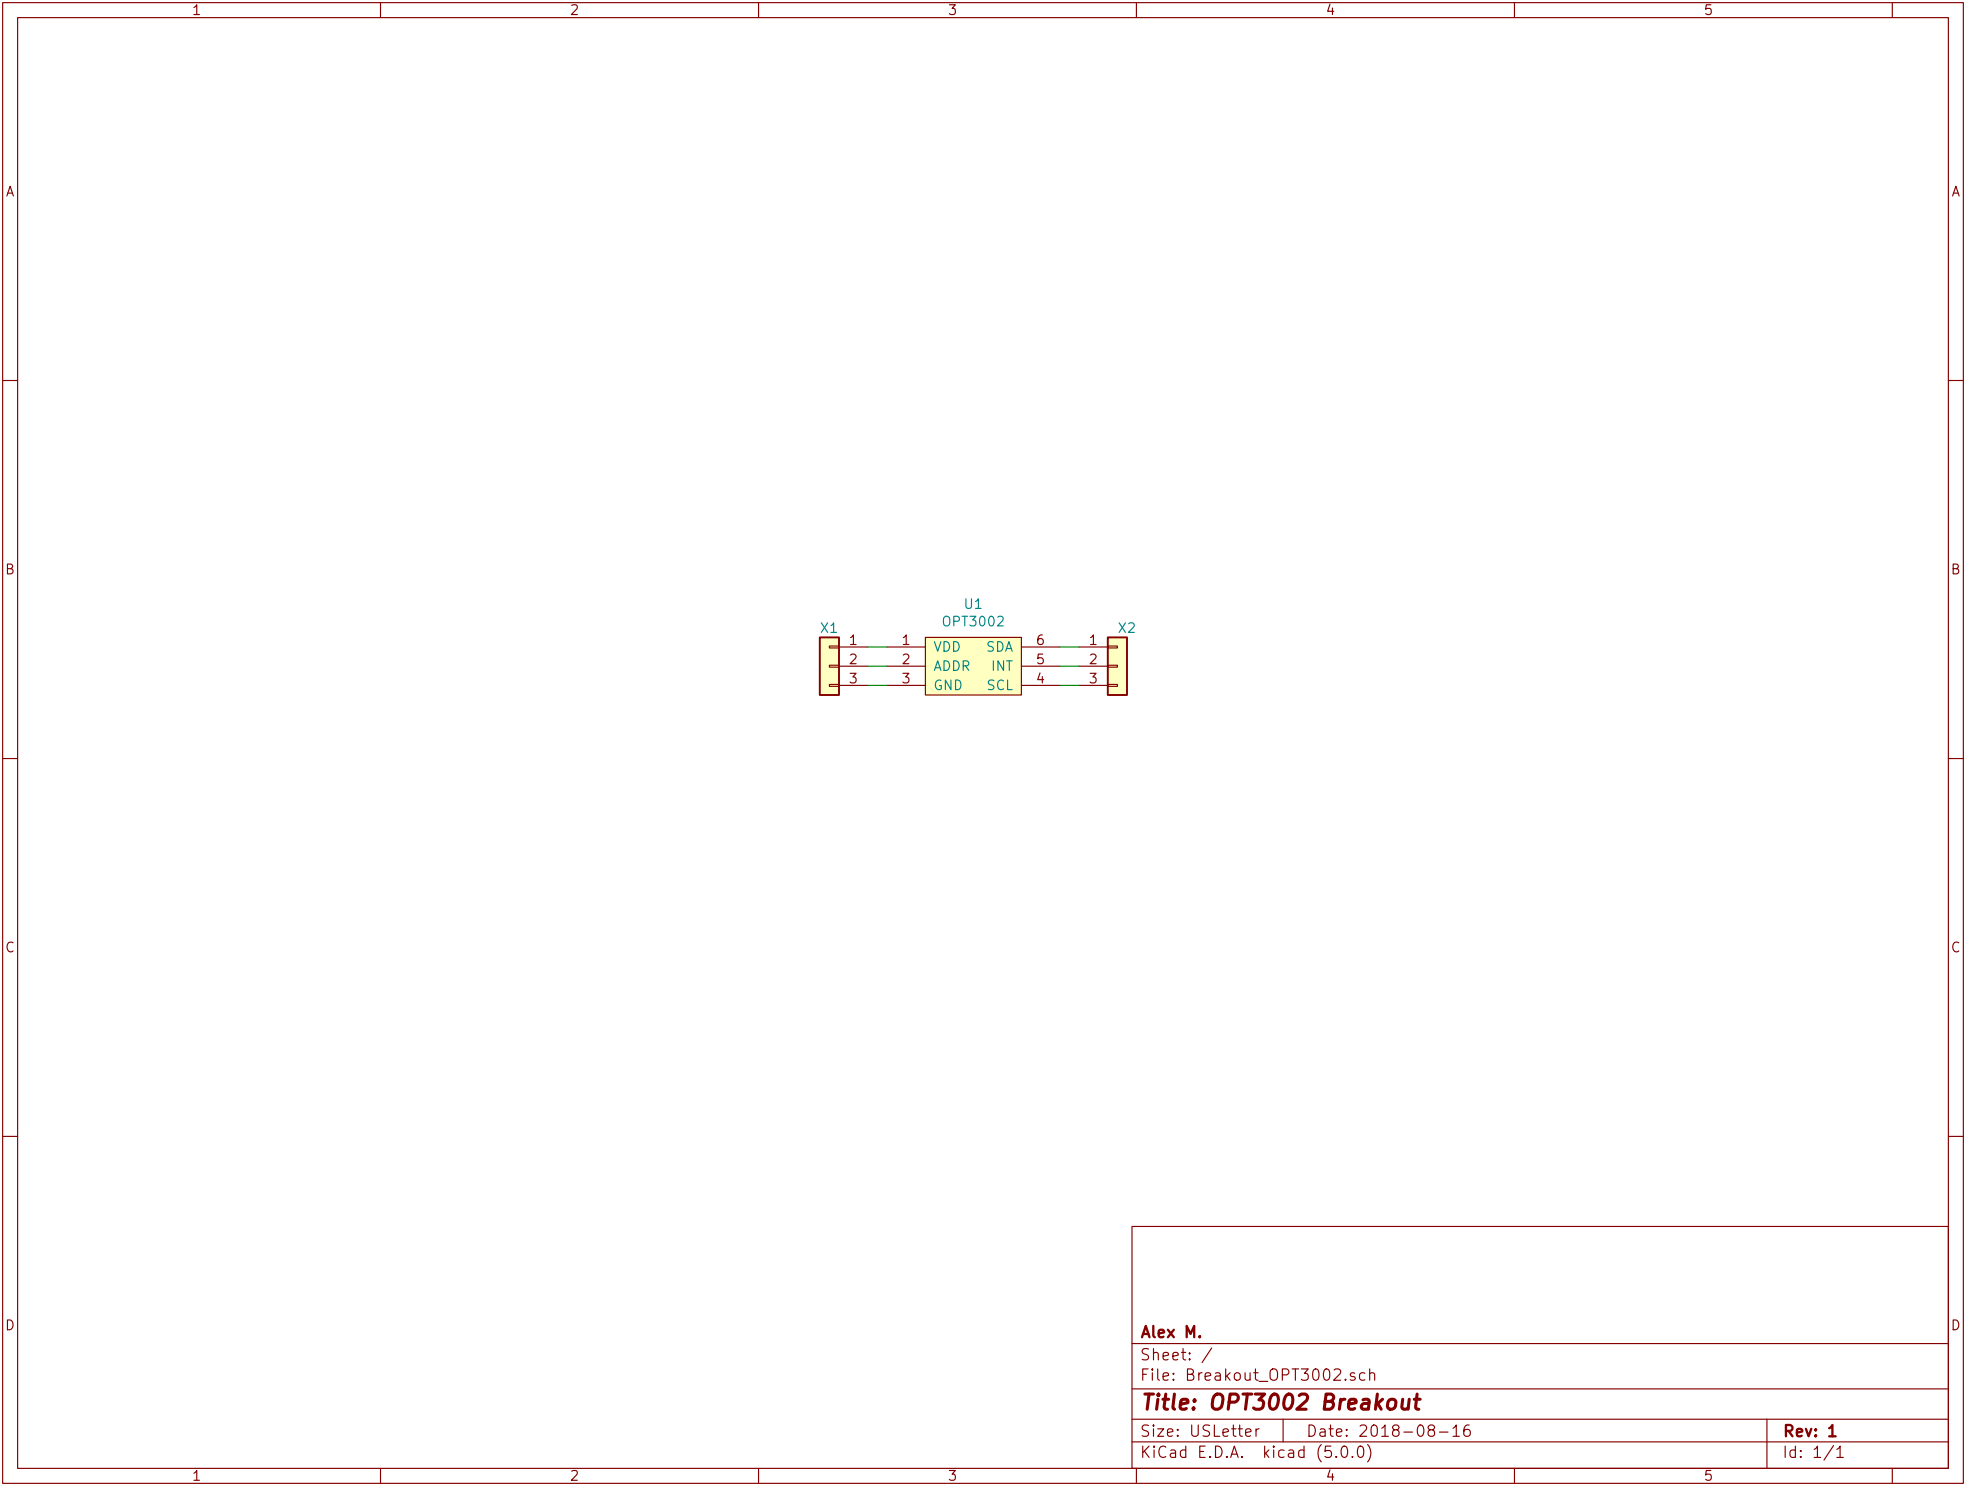 1 2 3 4 5
A A
B B
U1
OPT3002
X1 X2
1 1 VDD SDA 6 1
2 2 ADDR INT 5 2
3 3 GND SCL 4 3
C C
D D
Alex M.
Sheet: /
File: Breakout_OPT3002.sch
Title: OPT3002 Breakout
Size: USLetter Date: 2018-08-16 Rev: 1
KiCad E.D.A. kicad (5.0.0) Id: 1/1
1 2 3 4 5